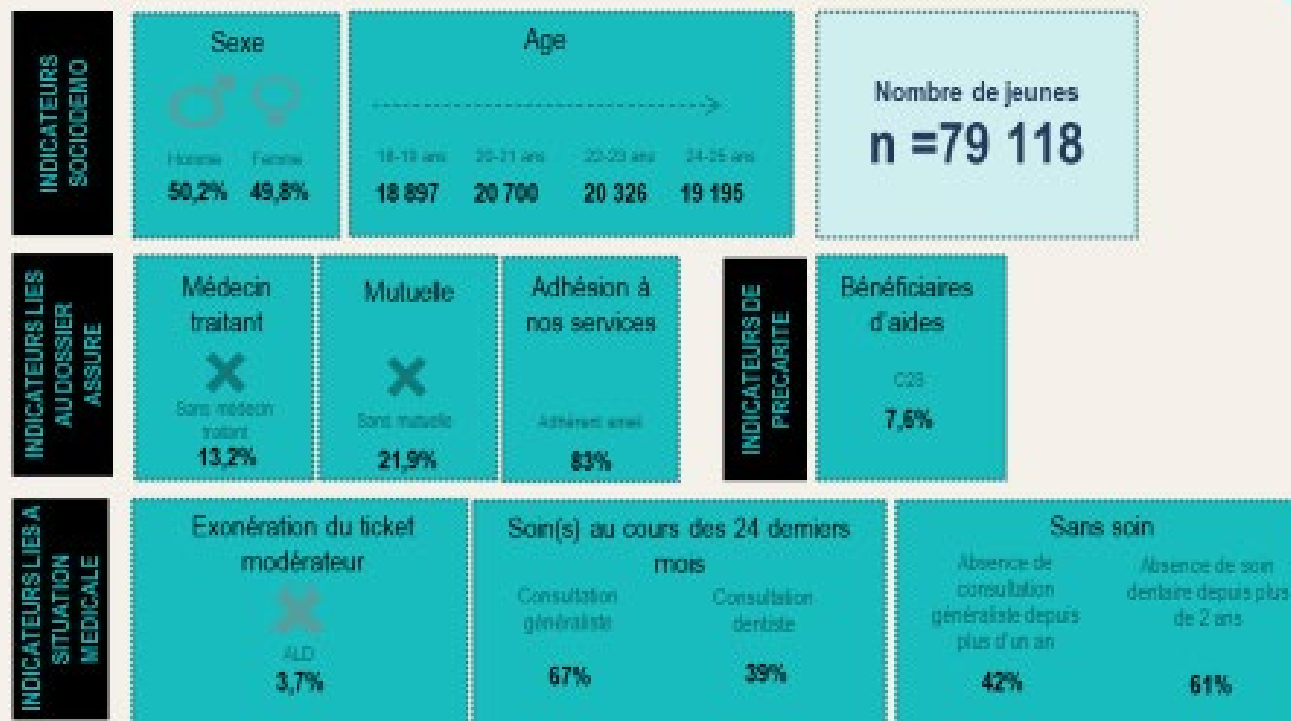 INDICATEURS
SOCIODEMO
Sexe
Homme Femme
50,2% 49,8%
Age
18-19 ans 20-21 ans 22-23 ans 24-25 ans
18 897 20 700 20 326 19 195
Nombre de jeunes
n =79 118
INDICATEURS LIES
AU DOSSIER
ASSURE
Médecin
traitant
Sans médecin
traitant
13,2%
Mutuelle
Sans mutuelle
21,9%
Adhésion à
nos services
Adhérent ameli
83%
INDICATEURS DE
PRECARITE
Bénéficiaires
d'aides
C2S
7,6%
INDICATEURS LIES A
SITUATION
MEDICALE
Exonération du ticket
modérateur
ALD
3,7%
Soin(s) au cours des 24 derniers
mois
Consultation
généraliste
67%
Consultation
dentiste
39%
Sans soin
Absence de
consultation
généraliste depuis
plus d'un an
42%
Absence de soin
dentaire depuis plus
de 2 ans
61%